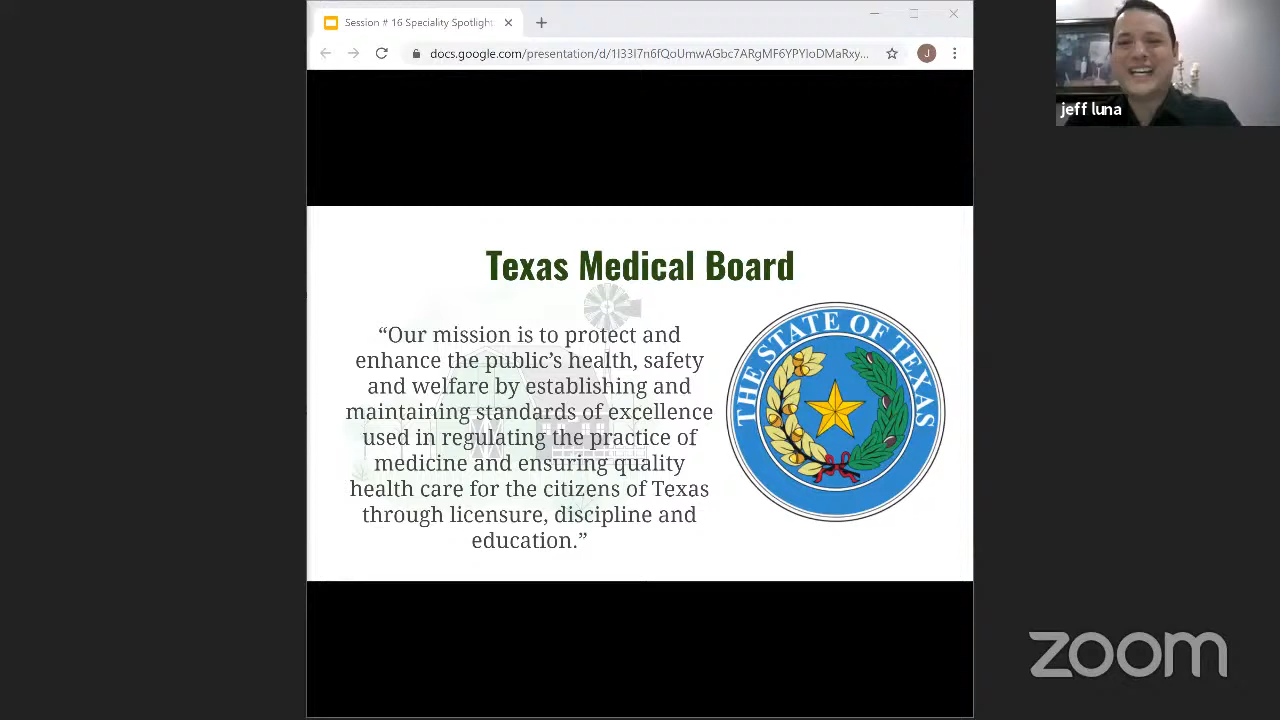 Session # 16 Speciality Spotlight
docs.google.com/presentation/d/1I33I7n6fQoUmwAGbc7ARgMF6YPYIoDMaRxy...
J
jeff luna
Texas Medical Board
“Our mission is to protect and
enhance the public’s health, safety
and welfare by establishing and
maintaining standards of excellence
used in regulating the practice of
medicine and ensuring quality
health care for the citizens of Texas
through licensure, discipline and
education.”
THE STATE OF TEXAS
zoom